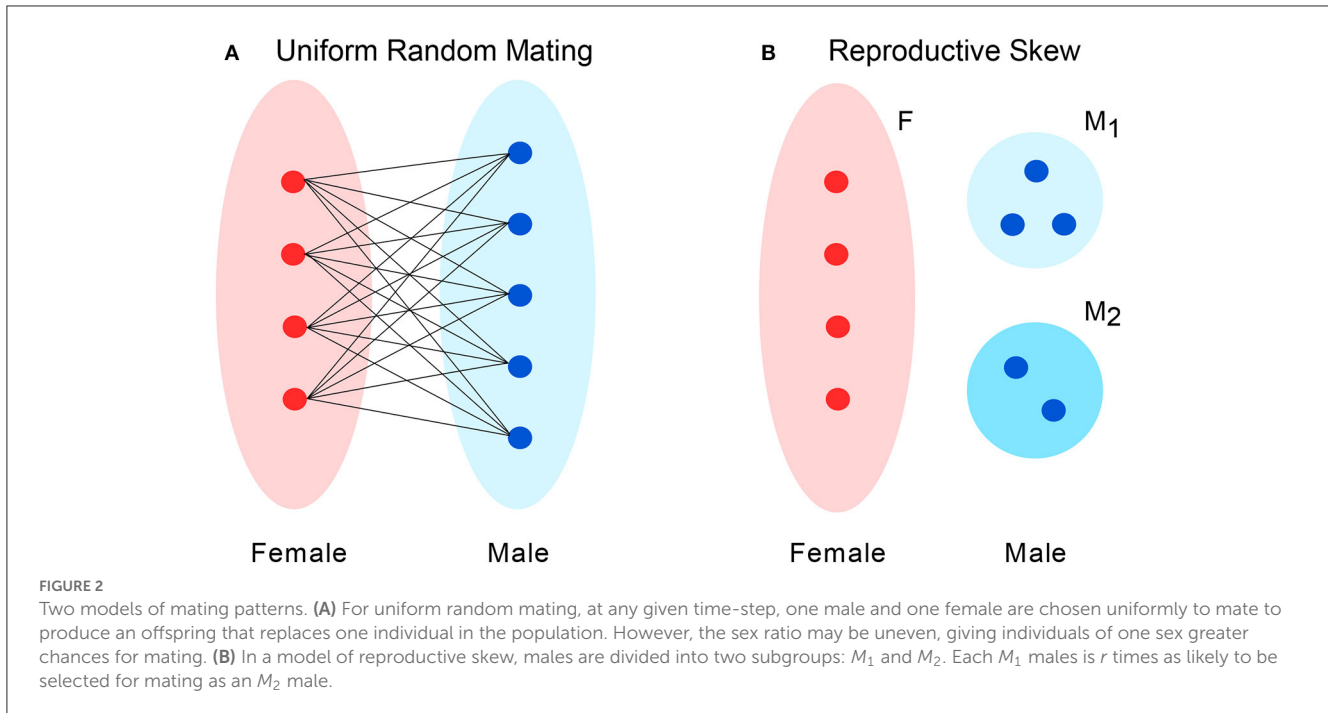 A Uniform Random Mating
B Reproductive Skew
F
M1
M2
Female
Male
Female
Male
FIGURE 2
Two models of mating patterns. (A) For uniform random mating, at any given time-step, one male and one female are chosen uniformly to mate to
produce an offspring that replaces one individual in the population. However, the sex ratio may be uneven, giving individuals of one sex greater
chances for mating. (B) In a model of reproductive skew, males are divided into two subgroups: M1 and M2. Each M1 males is r times as likely to be
selected for mating as an M2 male.